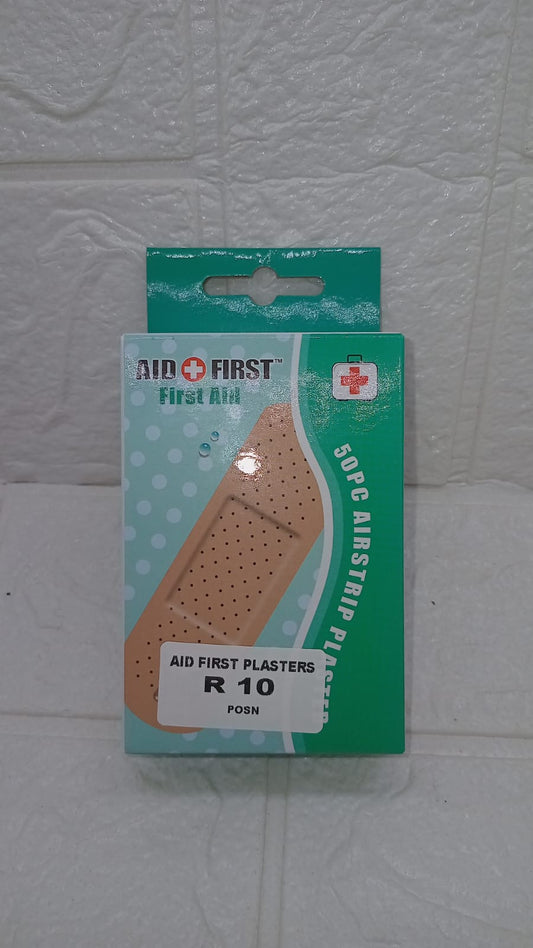 AID FIRST™
First Aid
50PC AIRSTRIP PLASTER
AID FIRST PLASTERS
R 10
POSN